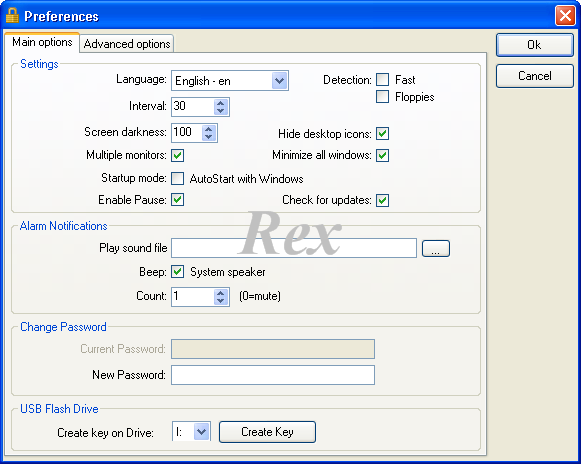 Preferences
Main options Advanced options
Ok
Cancel
Settings
Language: English - en Detection: Fast
Floppies
Interval: 30
Screen darkness: 100 Hide desktop icons:
Multiple monitors: Minimize all windows:
Startup mode: AutoStart with Windows
Enable Pause: Check for updates:
Rex
Alarm Notifications
Play sound file ...
Beep: System speaker
Count: 1 (0=mute)
Change Password
Current Password:
New Password:
USB Flash Drive
Create key on Drive: I: Create Key